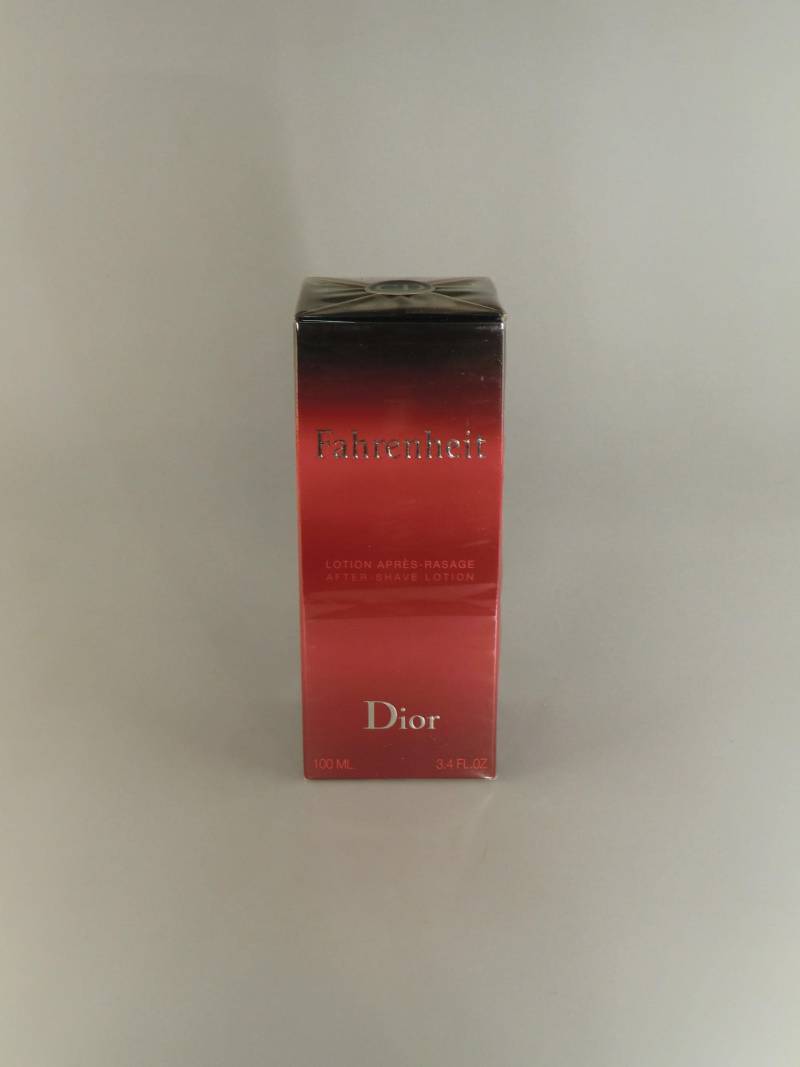 Fahrenheit
LOTION APRÈS-RASAGE
AFTER-SHAVE LOTION
Dior
100 ML. 3.4 FL.OZ